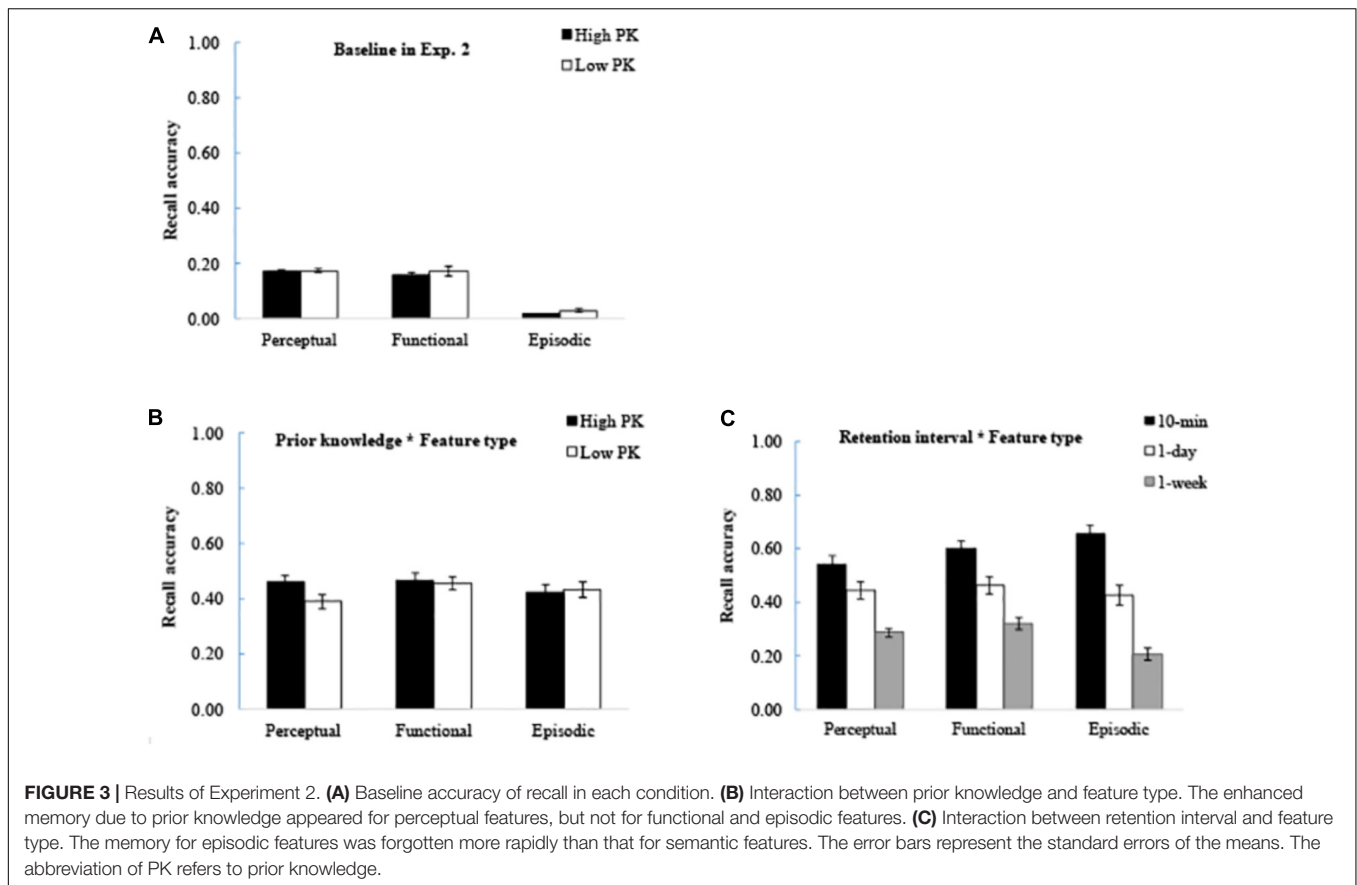 A
Baseline in Exp. 2
High PK
Low PK
Recall accuracy
1.00
0.80
0.60
0.40
0.20
0.00
Perceptual Functional Episodic
B
Prior knowledge * Feature type
High PK
Low PK
Recall accuracy
1.00
0.80
0.60
0.40
0.20
0.00
Perceptual Functional Episodic
C
Retention interval * Feature type
10-min
1-day
1-week
Recall accuracy
1.00
0.80
0.60
0.40
0.20
0.00
Perceptual Functional Episodic
FIGURE 3 | Results of Experiment 2. (A) Baseline accuracy of recall in each condition. (B) Interaction between prior knowledge and feature type. The enhanced
memory due to prior knowledge appeared for perceptual features, but not for functional and episodic features. (C) Interaction between retention interval and feature
type. The memory for episodic features was forgotten more rapidly than that for semantic features. The error bars represent the standard errors of the means. The
abbreviation of PK refers to prior knowledge.